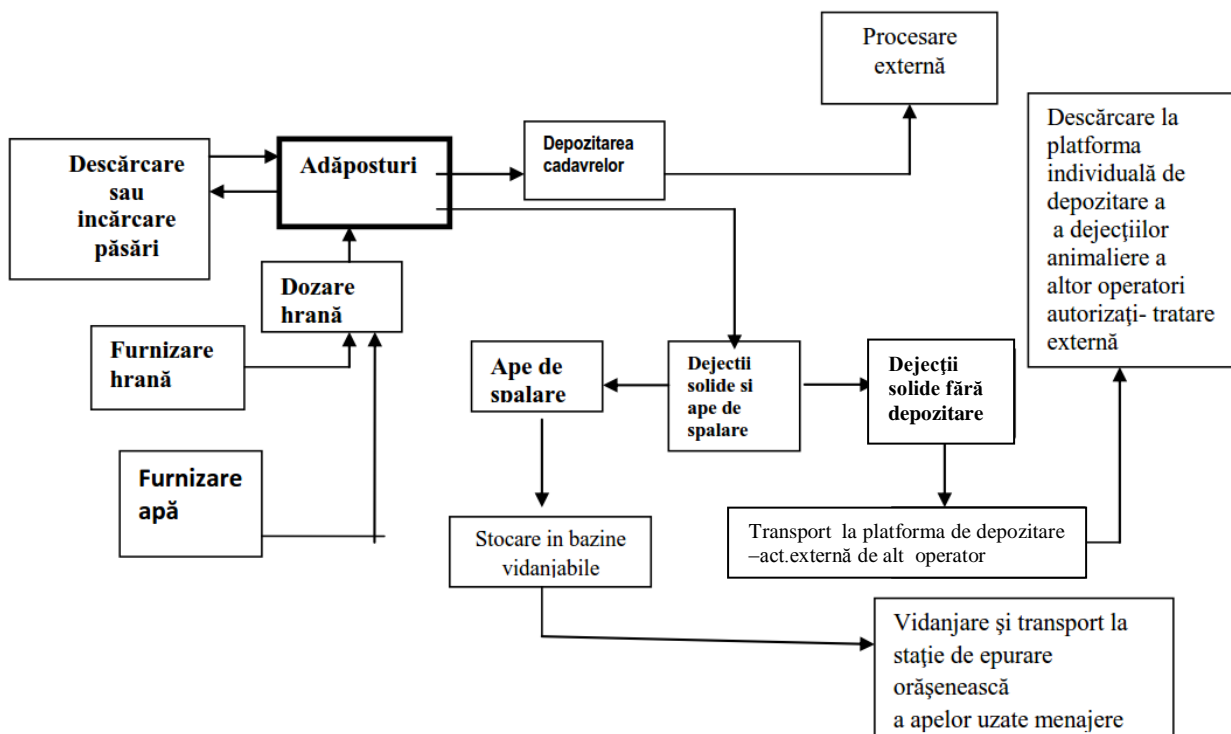 Procesare
externă
Descărcare la
platforma
individuală de
depozitare a
a dejecţiilor
animaliere a
altor operatori
autorizaţi- tratare
externă
Descărcare
sau
incărcare
păsări
Adăposturi
Depozitarea
cadavrelor
Dozare
hrană
Furnizare
hrană
Furnizare
apă
Ape de
spalare
Dejectii
solide si
ape de
spalare
Dejecţii
solide fără
depozitare
Stocare in bazine
vidanjabile
Transport la platforma de depozitare
–act.externă de alt operator
Vidanjare şi transport la
staţie de epurare
orăşenească
a apelor uzate menajere